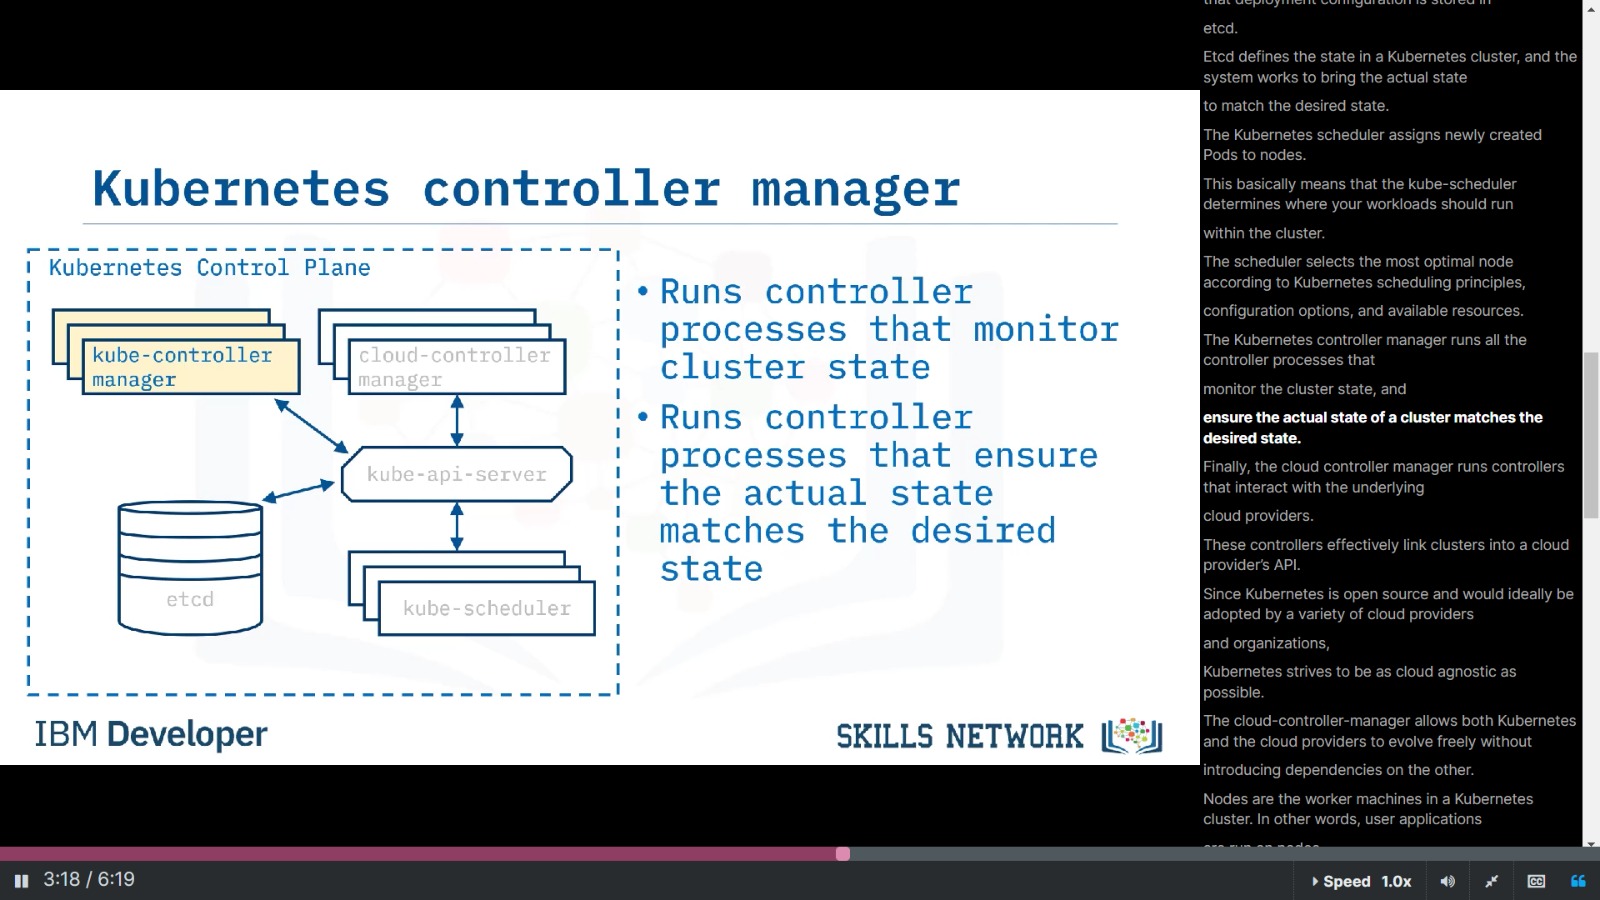 Kubernetes controller manager
Kubernetes Control Plane
kube-controller
manager
cloud-controller
manager
kube-api-server
etcd
kube-scheduler
• Runs controller
processes that monitor
cluster state
• Runs controller
processes that ensure
the actual state
matches the desired
state
IBM Developer
SKILLS NETWORK
that deployment configuration is stored in
etcd.
Etcd defines the state in a Kubernetes cluster, and the
system works to bring the actual state
to match the desired state.
The Kubernetes scheduler assigns newly created
Pods to nodes.
This basically means that the kube-scheduler
determines where your workloads should run
within the cluster.
The scheduler selects the most optimal node
according to Kubernetes scheduling principles,
configuration options, and available resources.
The Kubernetes controller manager runs all the
controller processes that
monitor the cluster state, and
ensure the actual state of a cluster matches the
desired state.
Finally, the cloud controller manager runs controllers
that interact with the underlying
cloud providers.
These controllers effectively link clusters into a cloud
provider’s API.
Since Kubernetes is open source and would ideally be
adopted by a variety of cloud providers
and organizations,
Kubernetes strives to be as cloud agnostic as
possible.
The cloud-controller-manager allows both Kubernetes
and the cloud providers to evolve freely without
introducing dependencies on the other.
Nodes are the worker machines in a Kubernetes
cluster. In other words, user applications
are run on nodes.
3:18 / 6:19
Speed 1.0x
CC